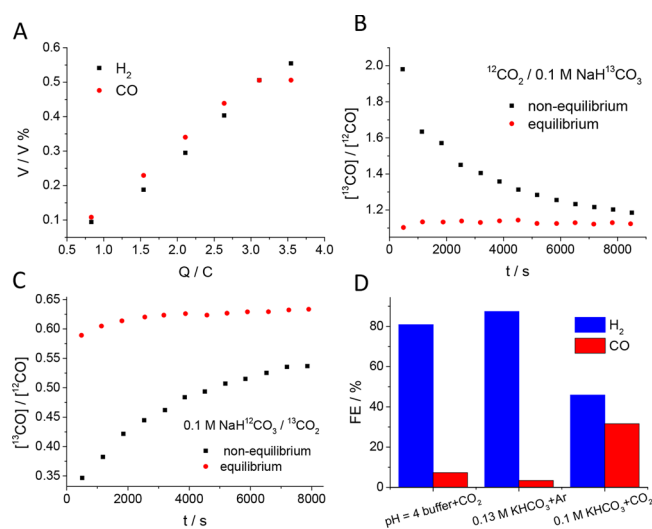 A
H₂
CO
0.6
0.5
0.4
0.3
0.2
0.1
V / V %
0.5 1.0 1.5 2.0 2.5 3.0 3.5 4.0
Q / C
B
¹²CO₂ / 0.1 M NaH¹³CO₃
non-equilibrium
equilibrium
2.0
1.8
1.6
1.4
1.2
[¹³CO] / [¹²CO]
0 2000 4000 6000 8000
t / s
C
0.65
0.60
0.55
0.50
0.45
0.40
0.35
[¹³CO] / [¹²CO]
0.1 M NaH¹²CO₃ / ¹³CO₂
non-equilibrium
equilibrium
0 1000 2000 3000 4000 5000 6000 7000 8000
t / s
D
H₂
CO
80
60
40
20
0
FE / %
pH = 4 buffer+CO₂
0.13 M KHCO₃+Ar
0.1 M KHCO₃+CO₂